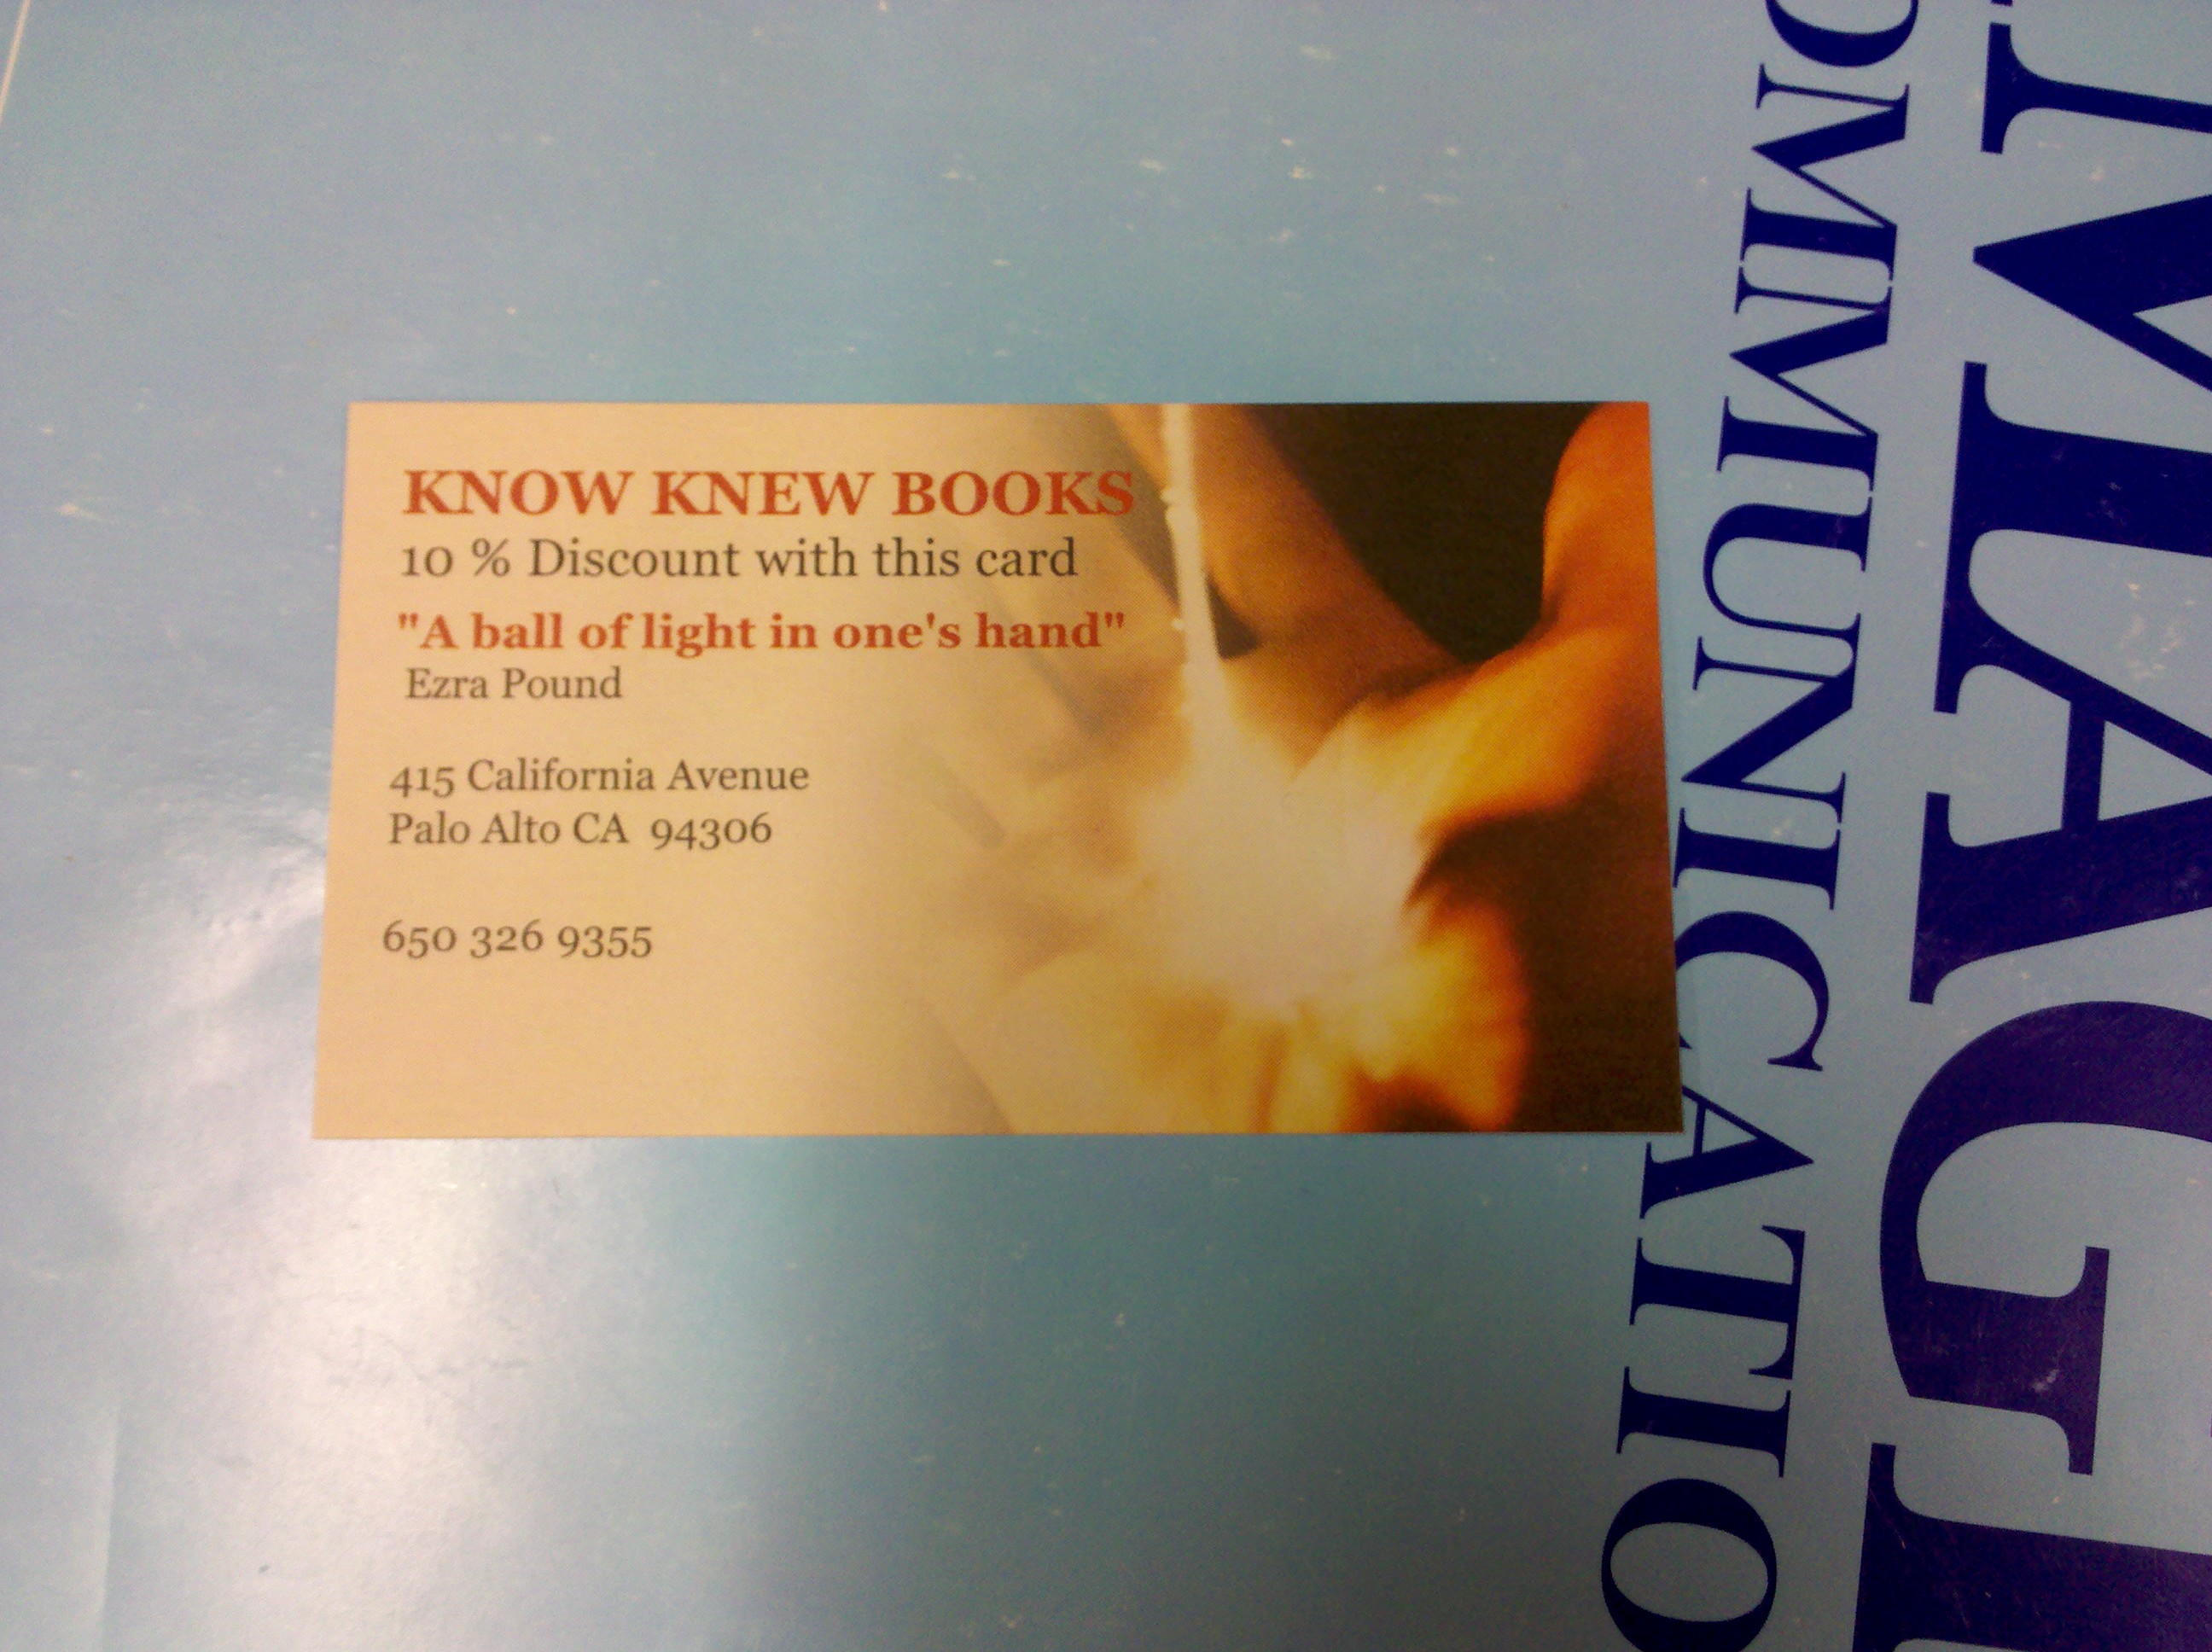 KNOW KNEW BOOKS
10 % Discount with this card
"A ball of light in one's hand"
Ezra Pound
415 California Avenue
Palo Alto CA 94306
650 326 9355
OMMUNICATIO